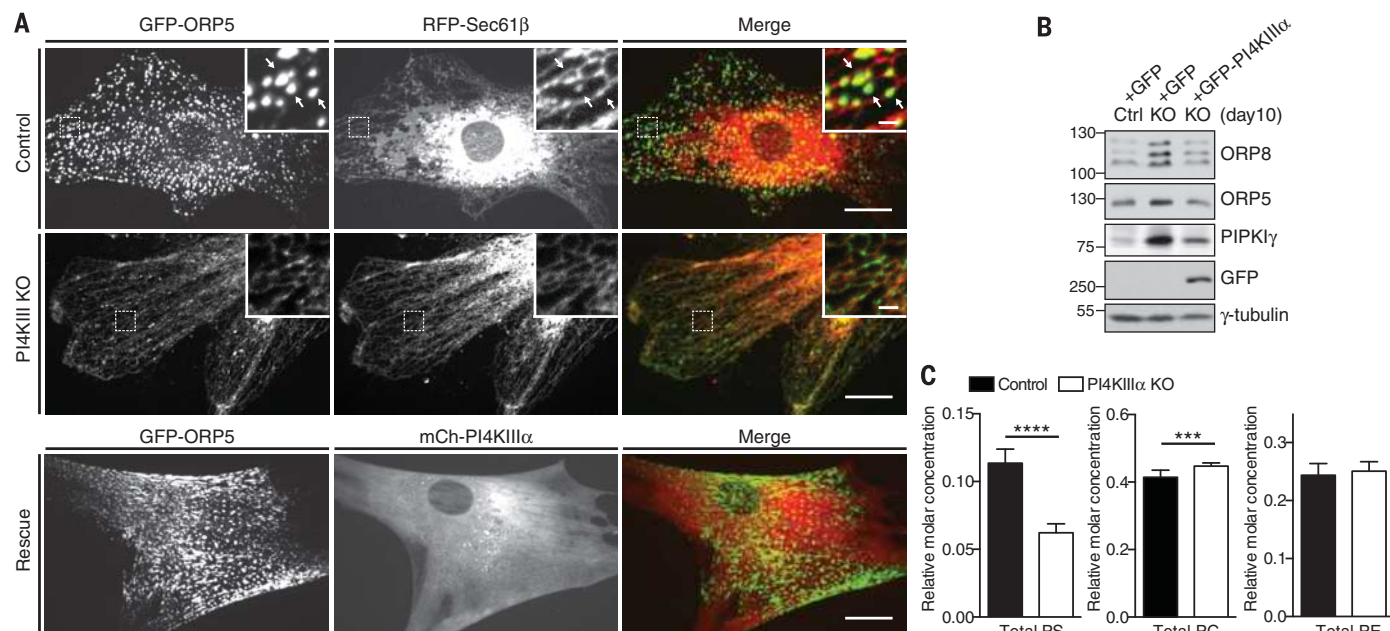 A
GFP-ORP5 RFP-Sec61β Merge
Control
PI4KIII KO
GFP-ORP5 mCh-PI4KIIIα Merge
Rescue
B
+GFP +GFP +GFP-PI4KIIIα
Ctrl KO KO (day10)
130
100
ORP8
130
ORP5
75
PIPKIγ
250
GFP
55
γ-tubulin
C
Control PI4KIIIα KO
Relative molar concentration
0.15
0.10
0.05
0.00
****
Total PS
Relative molar concentration
0.6
0.4
0.2
0.0
***
Total PC
Relative molar concentration
0.3
0.2
0.1
0.0
Total PE